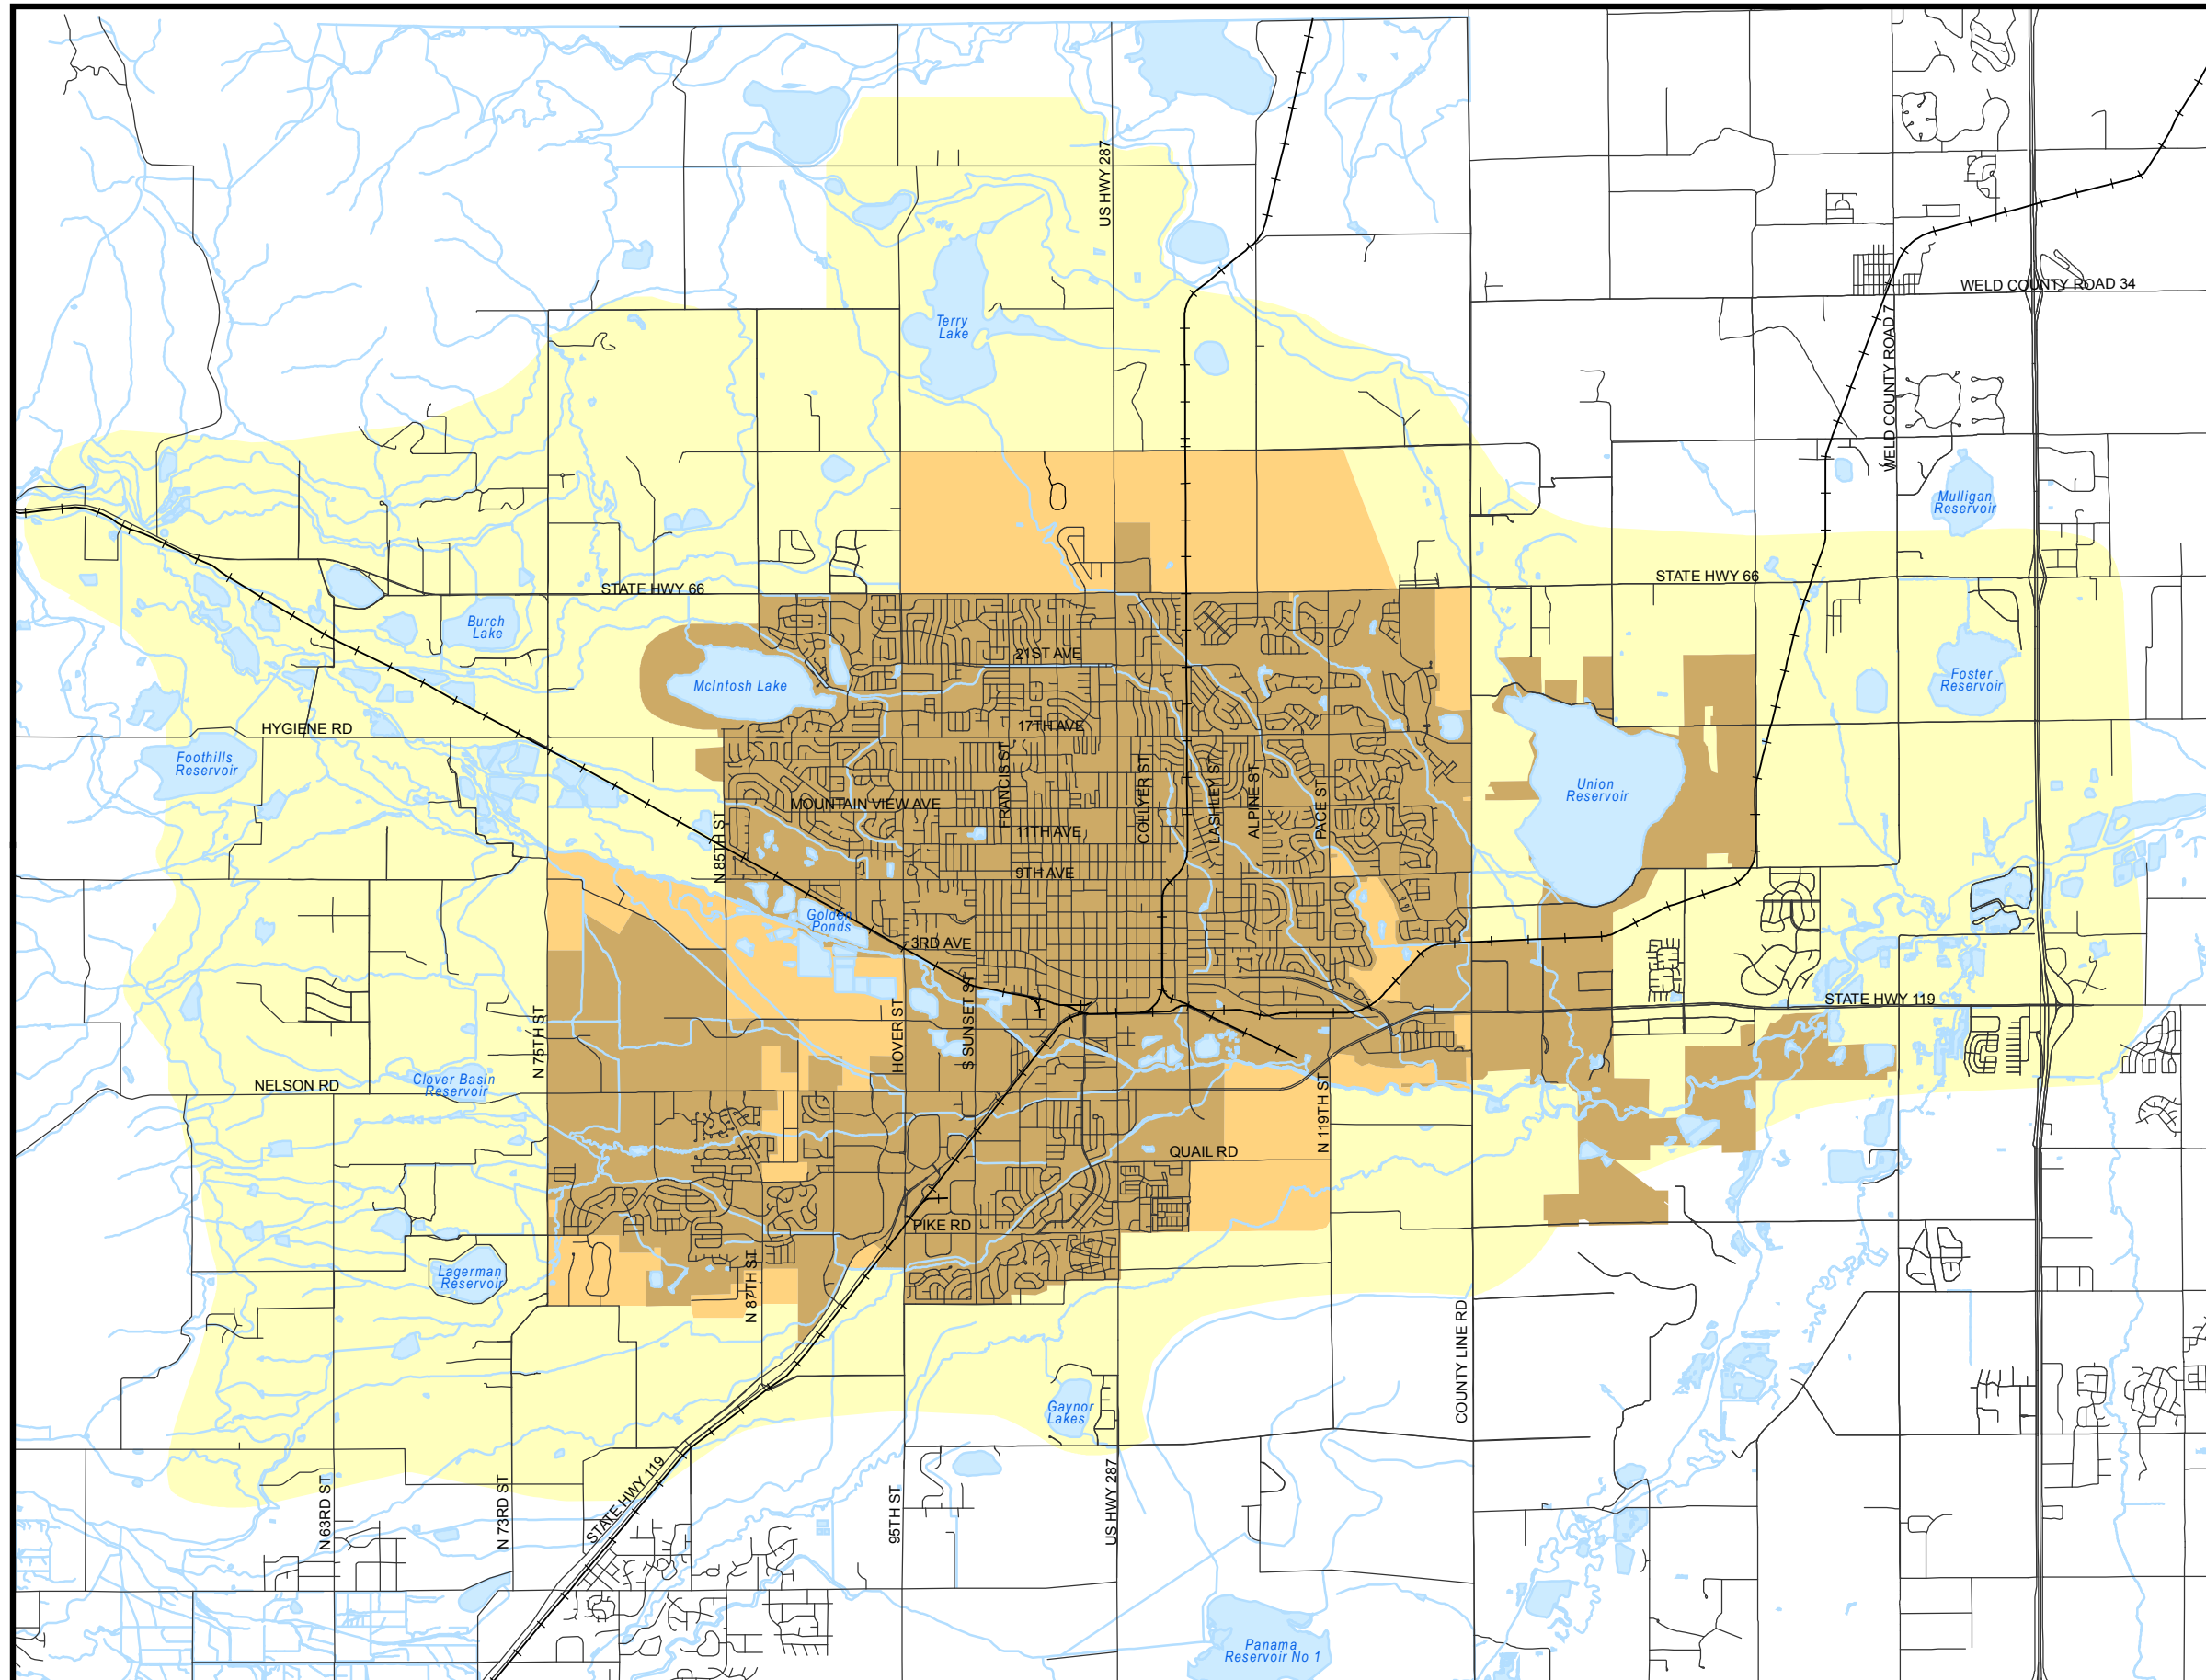 US HWY 287
WELD COUNTY ROAD 34
Terry
Lake
WELD COUNTY ROAD 7
Mulligan
Reservoir
STATE HWY 66
STATE HWY 66
Burch
Lake
21ST AVE
McIntosh Lake
Foster
Reservoir
HYGIENE RD
17TH AVE
Foothills
Reservoir
FRANCIS ST
COLLYER ST
LASHLEY ST
ALPINE ST
PACE ST
Union
Reservoir
MOUNTAIN VIEW AVE
11TH AVE
N 85TH ST
9TH AVE
Golden
Ponds
3RD AVE
STATE HWY 119
N 75TH ST
HOVER ST
S SUNSET ST
NELSON RD
Clover Basin
Reservoir
N 119TH ST
QUAIL RD
PIKE RD
Lagerman
Reservoir
N 87TH ST
COUNTY LINE RD
Gaynor
Lakes
N 63RD ST
N 73RD ST
STATE HWY 119
95TH ST
US HWY 287
Panama
Reservoir No 1